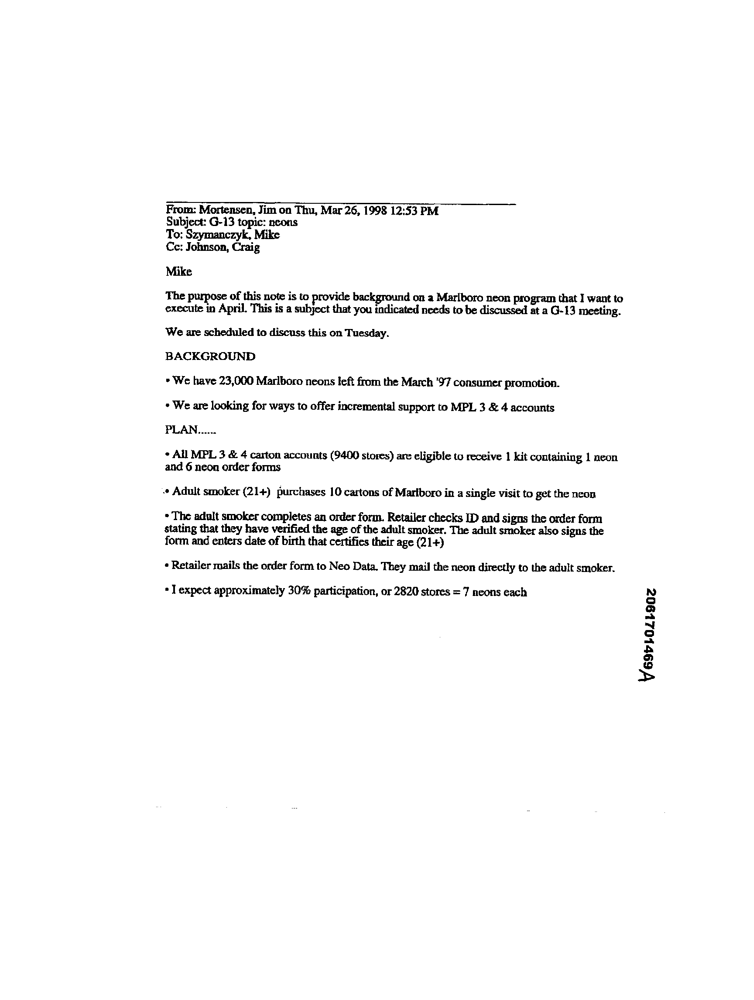 From: Mortensen, Jim on Thu, Mar 26, 1998 12:53 PM
Subject: G-13 topic: neons
To: Szymanczyk, Mike
Cc: Johnson, Craig
Mike
The purpose of this note is to provide background on a Marlboro neon program that I want to
execute in April. This is a subject that you indicated needs to be discussed at a G-13 meeting.
We are scheduled to discuss this on Tuesday.
BACKGROUND
• We have 23,000 Marlboro neons left from the March '97 consumer promotion.
• We are looking for ways to offer incremental support to MPL 3 & 4 accounts
PLAN......
• All MPL 3 & 4 carton accounts (9400 stores) are eligible to receive 1 kit containing 1 neon
and 6 neon order forms
• Adult smoker (21+) purchases 10 cartons of Marlboro in a single visit to get the neon
• The adult smoker completes an order form. Retailer checks ID and signs the order form
stating that they have verified the age of the adult smoker. The adult smoker also signs the
form and enters date of birth that certifies their age (21+)
• Retailer mails the order form to Neo Data. They mail the neon directly to the adult smoker.
• I expect approximately 30% participation, or 2820 stores = 7 neons each
2061701469A